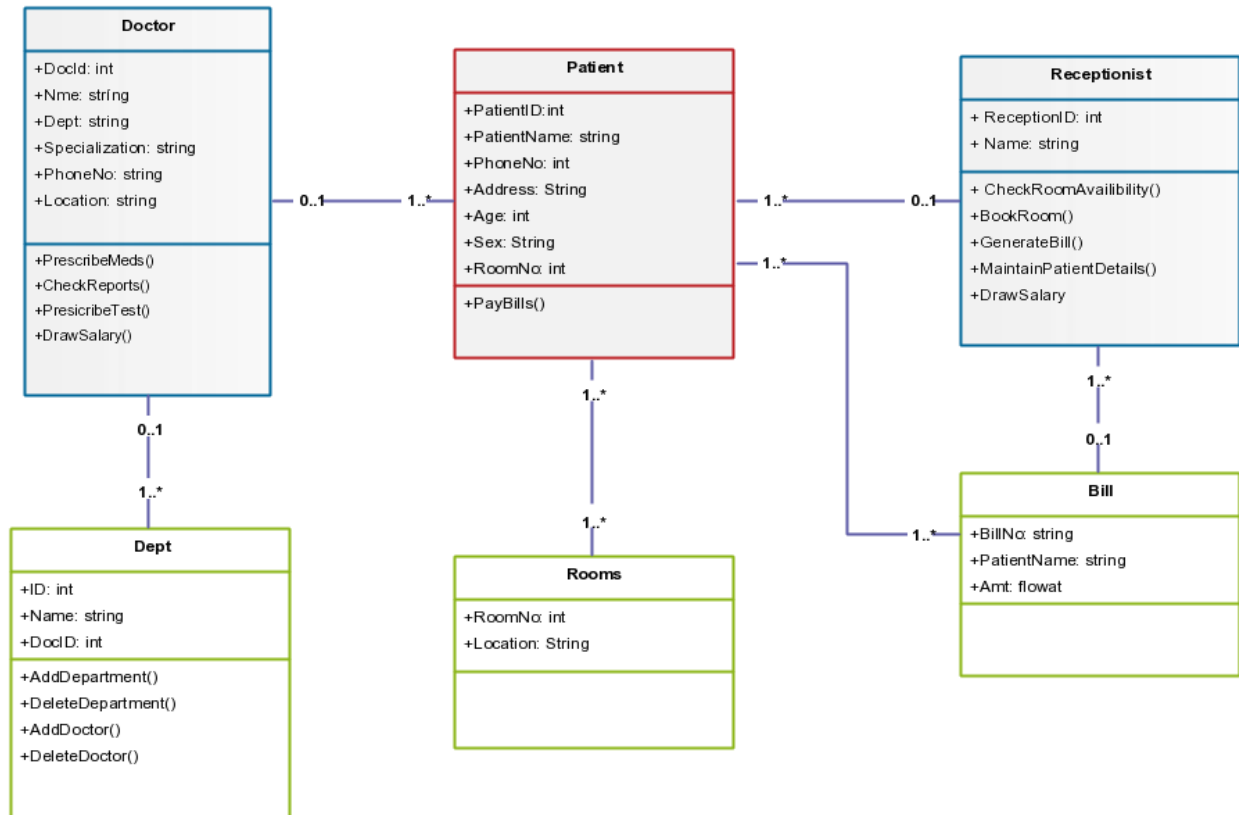 Doctor
+DocId: int
+Nme: string
+Dept: string
+Specialization: string
+PhoneNo: string
+Location: string
+PrescribeMeds()
+CheckReports()
+PresicribeTest()
+DrawSalary()
0..1
1..*
Patient
+PatientID:int
+PatientName: string
+PhoneNo: int
+Address: String
+Age: int
+Sex: String
+RoomNo: int
+PayBills()
1..*
0..1
1..*
Receptionist
+ ReceptionID: int
+ Name: string
+ CheckRoomAvailibility()
+BookRoom()
+GenerateBill()
+MaintainPatientDetails()
+DrawSalary
0..1
1..*
Dept
+ID: int
+Name: string
+DocID: int
+AddDepartment()
+DeleteDepartment()
+AddDoctor()
+DeleteDoctor()
1..*
1..*
Rooms
+RoomNo: int
+Location: String
1..*
0..1
1..*
Bill
+BillNo: string
+PatientName: string
+Amt: flowat